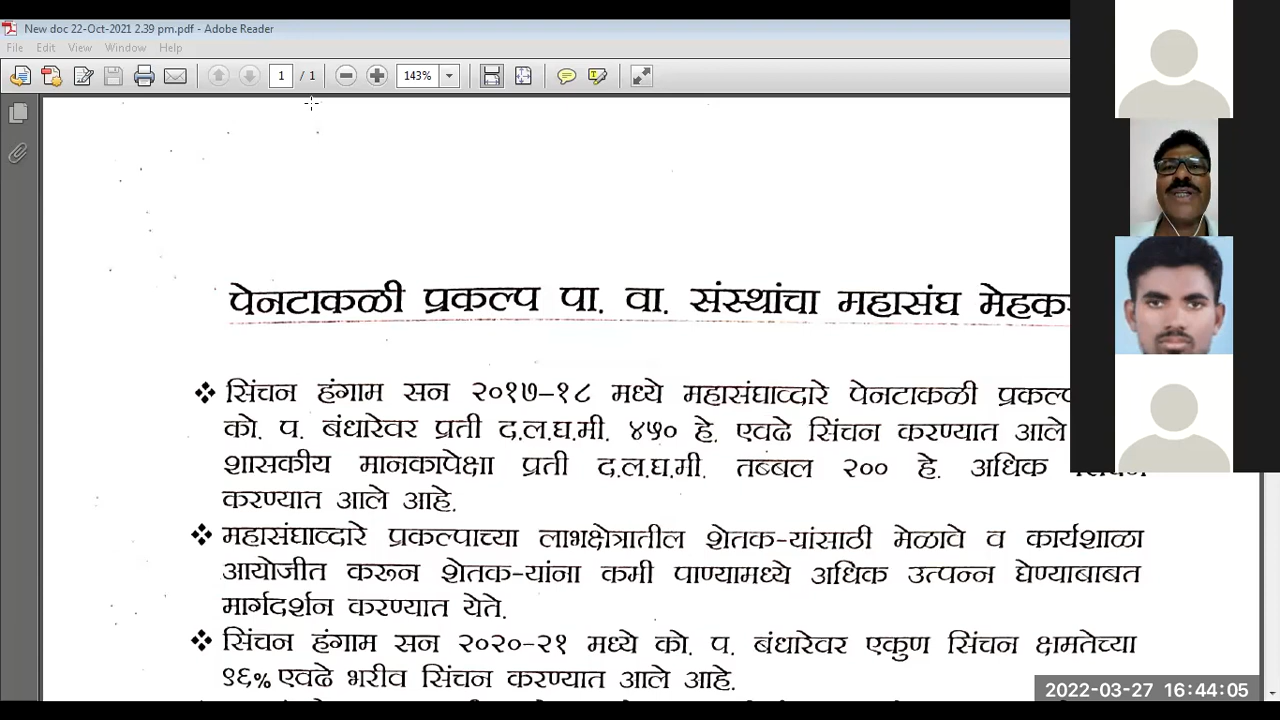 New doc 22-Oct-2021 2.39 pm.pdf - Adobe Reader
File Edit View Window Help
1 / 1 143%
पेनटाकळी प्रकल्प पा. वा. संस्थांचा महासंघ
❖ सिंचन हंगाम सन २०१७–१८ मध्ये महासंघाव्दारे पेनटाकळी
को. प. बंधारेवर प्रती द.ल.घ.मी. ४५० हे. एवढे सिंचन करण्यात आले
शासकीय मानकापेक्षा प्रती द.ल.घ.मी. तब्बल २०० हे. अधिक
करण्यात आले आहे.
❖ महासंघाव्दारे प्रकल्पाच्या लाभक्षेत्रातील शेतक-यांसाठी मेळावे व कार्यशाळा
आयोजीत करून शेतक-यांना कमी पाण्यामध्ये अधिक उत्पन्न घेण्याबाबत
मार्गदर्शन करण्यात येते.
❖ सिंचन हंगाम सन २०२०-२१ मध्ये को. प. बंधारेवर एकुण सिंचन क्षमतेच्या
९६% एवढे भरीव सिंचन करण्यात आले आहे.
2022-03-27 16:44:05